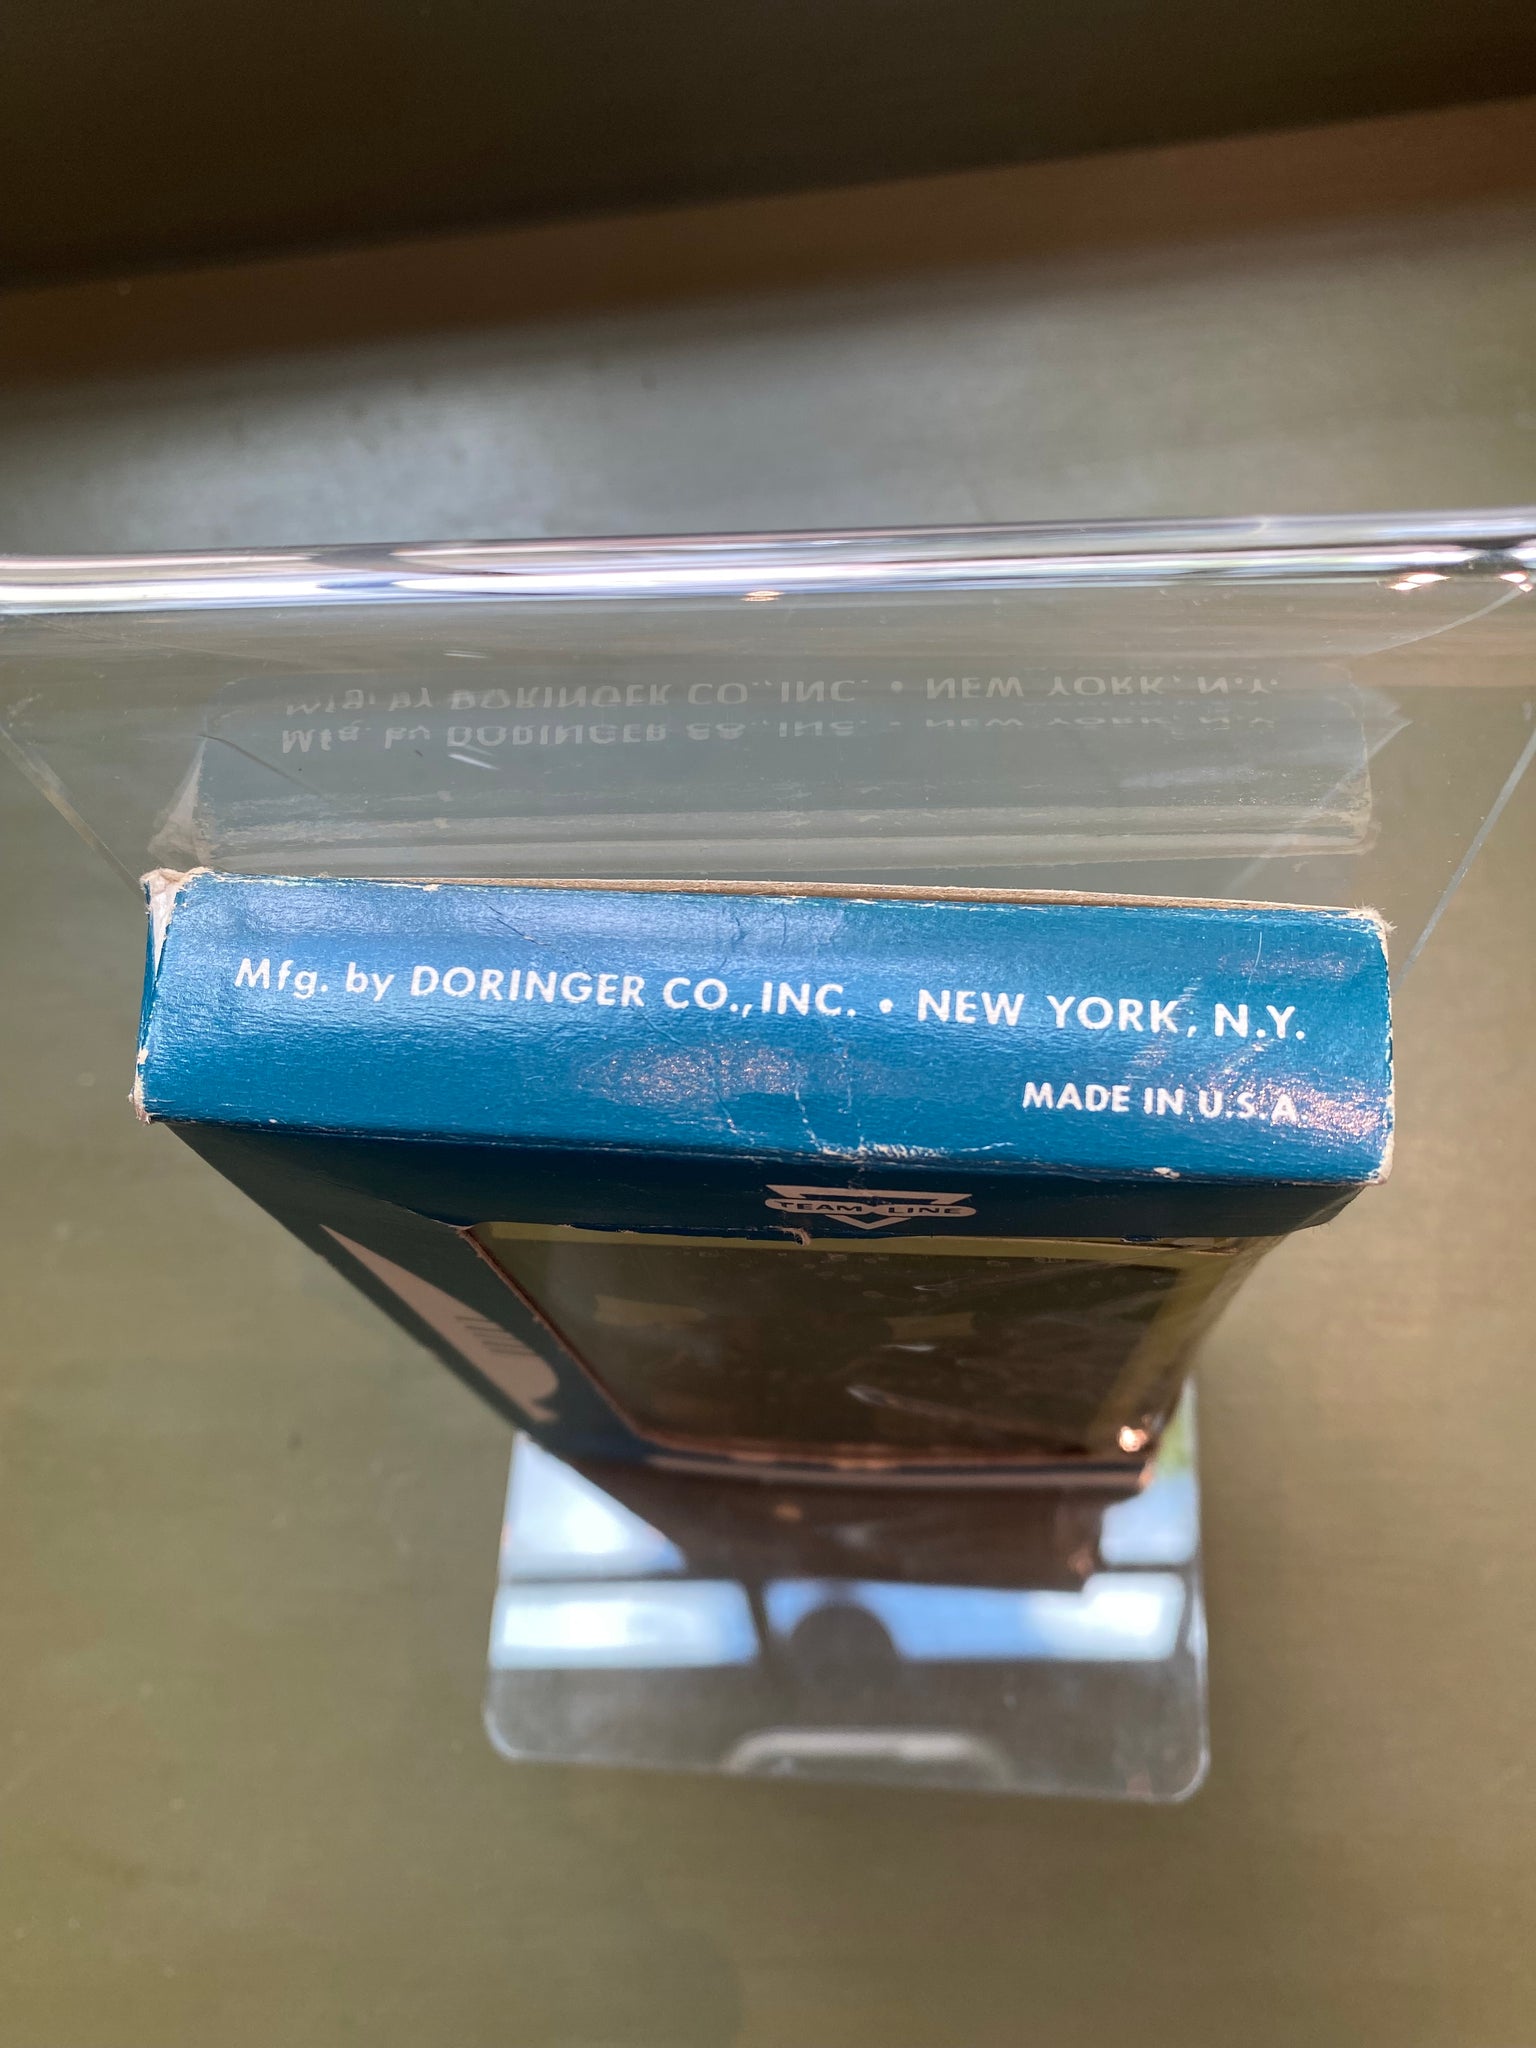 Mfg. by DORINGER CO., INC. • NEW YORK, N.Y.
MADE IN U.S.A.
TEAM LINE